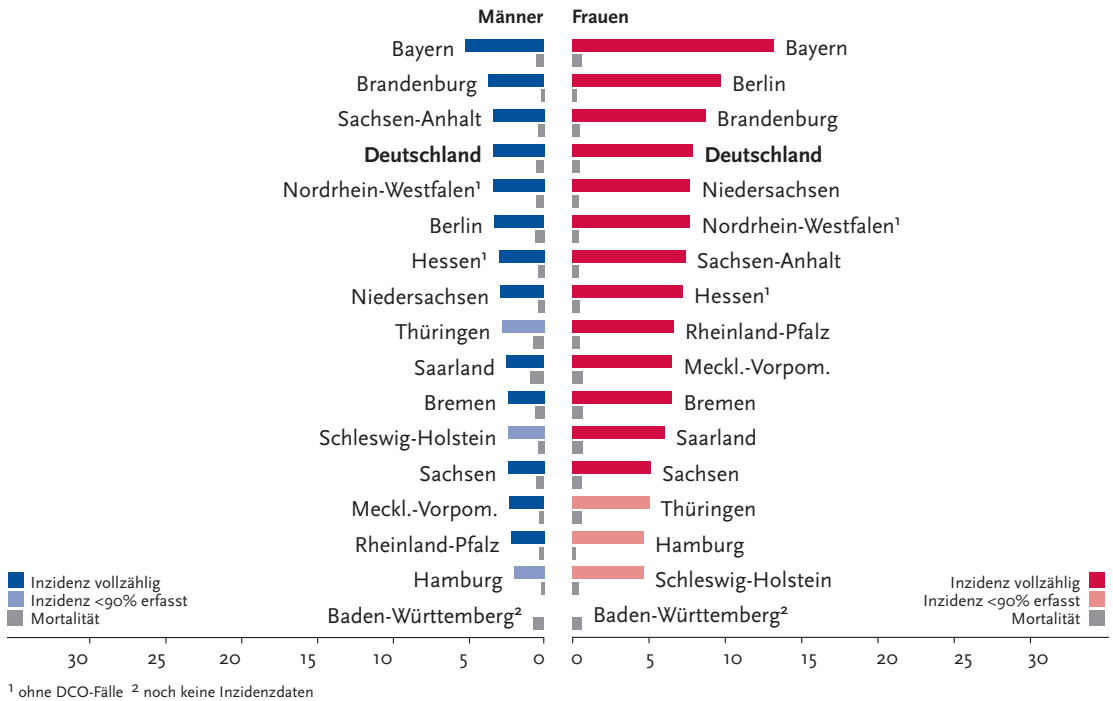 Männer Frauen
Bayern Bayern
Brandenburg Berlin
Sachsen-Anhalt Brandenburg
Deutschland Deutschland
Nordrhein-Westfalen¹ Niedersachsen
Berlin Nordrhein-Westfalen¹
Hessen¹ Sachsen-Anhalt
Niedersachsen Hessen¹
Thüringen Rheinland-Pfalz
Saarland Meckl.-Vorpom.
Bremen Bremen
Schleswig-Holstein Saarland
Sachsen Sachsen
Meckl.-Vorpom. Thüringen
Rheinland-Pfalz Hamburg
Hamburg Schleswig-Holstein
Baden-Württemberg² Baden-Württemberg²
Inzidenz vollzählig Inzidenz vollzählig
Inzidenz <90% erfasst Inzidenz <90% erfasst
Mortalität Mortalität
30 25 20 15 10 5 0 0 5 10 15 20 25 30
¹ ohne DCO-Fälle ² noch keine Inzidenzdaten